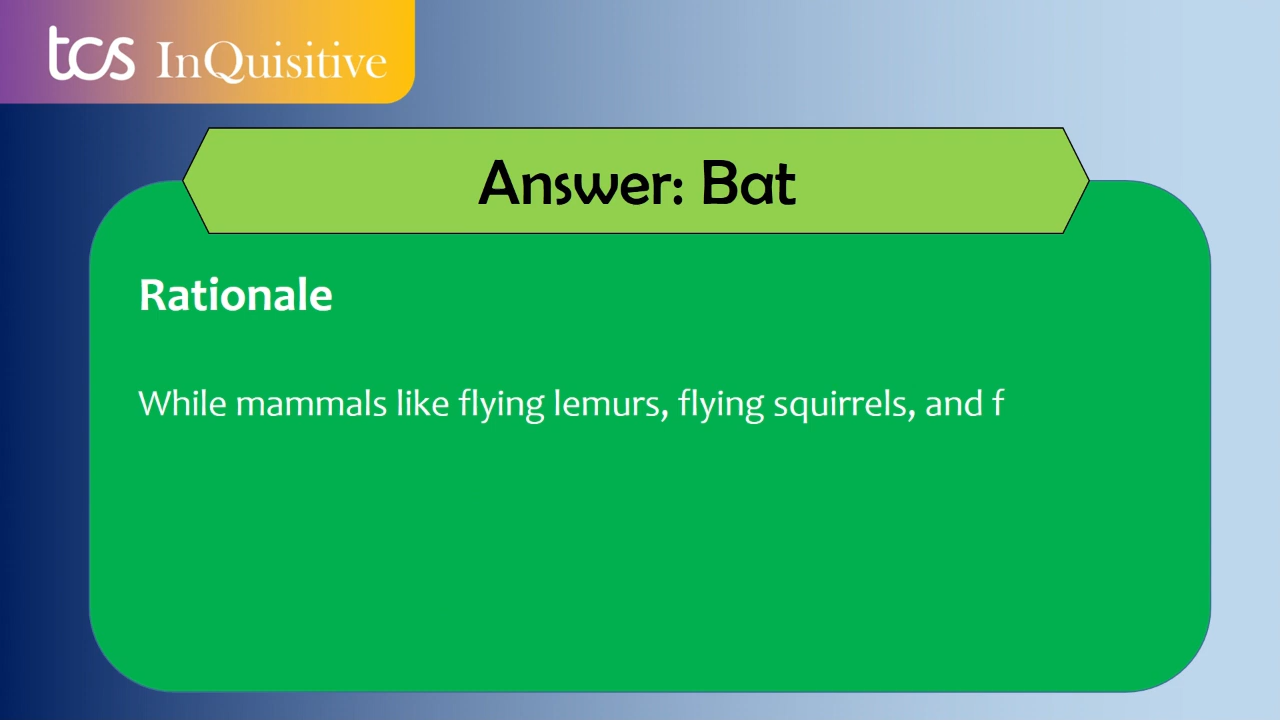 tcs InQuisitive
Answer: Bat
Rationale
While mammals like flying lemurs, flying squirrels, and f